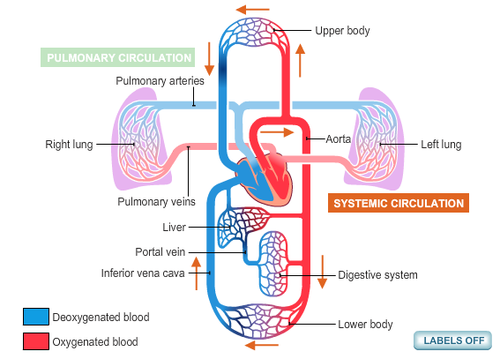 Upper body
PULMONARY CIRCULATION
Pulmonary arteries
Right lung
Aorta
Left lung
Pulmonary veins
SYSTEMIC CIRCULATION
Liver
Portal vein
Inferior vena cava
Digestive system
Deoxygenated blood
Lower body
Oxygenated blood
LABELS OFF